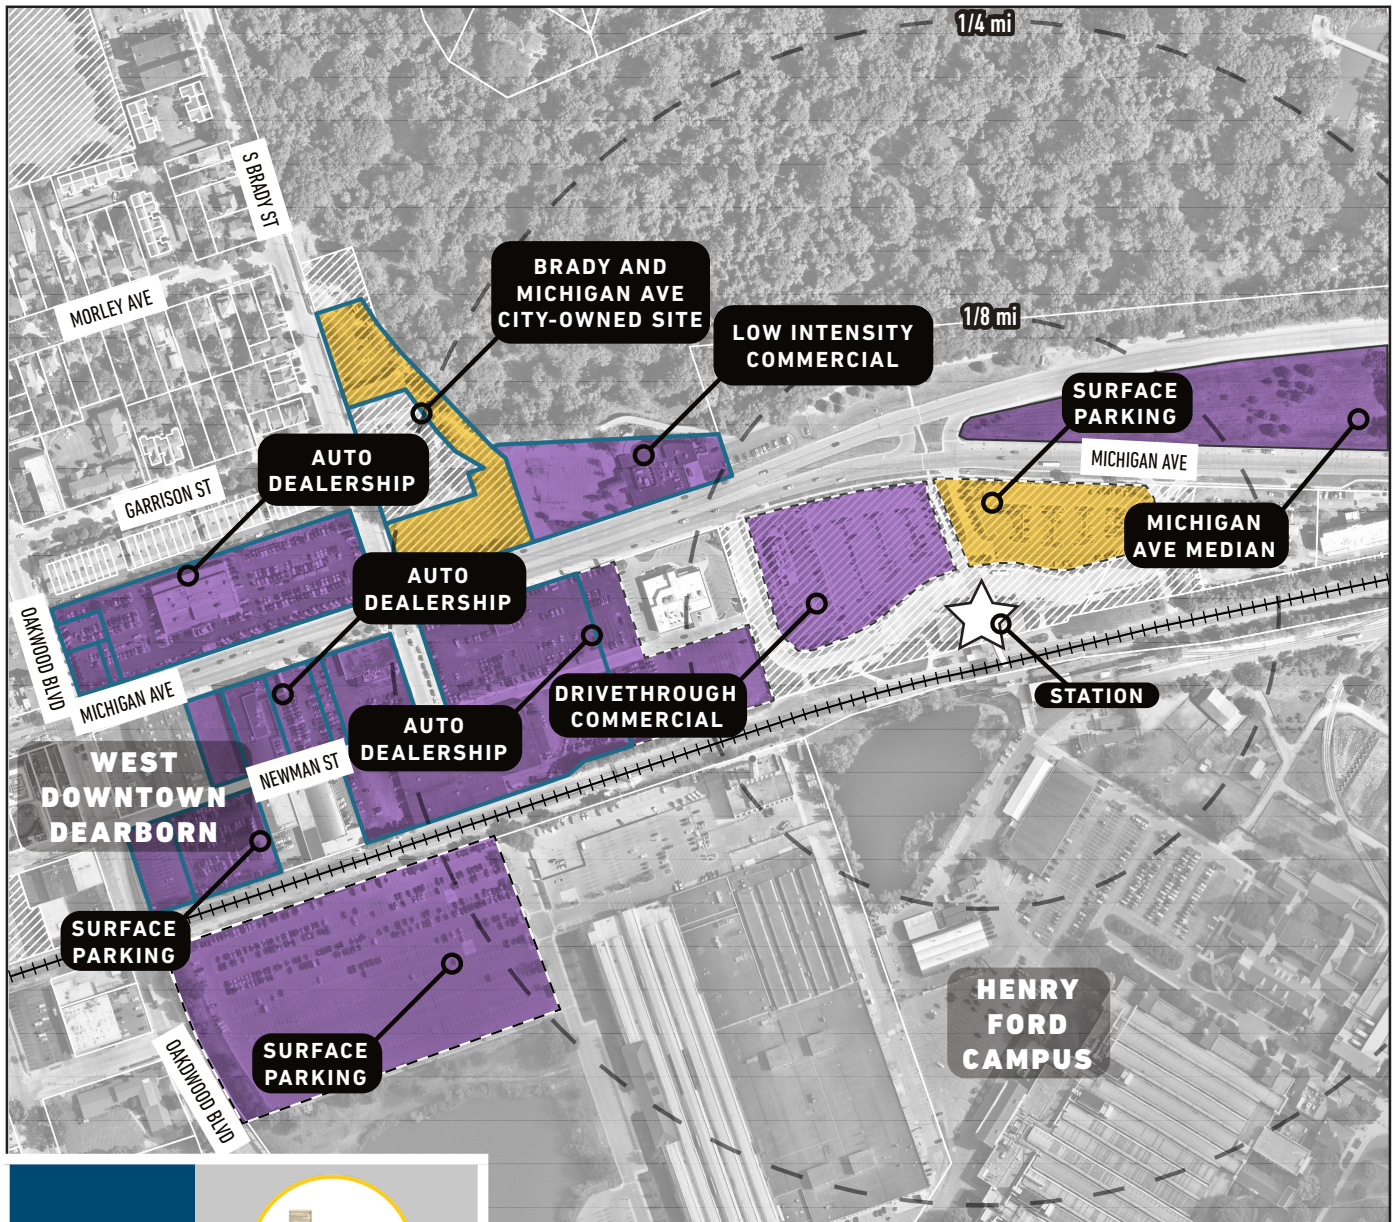 1/4 mi
S BRADY ST
BRADY AND
MICHIGAN AVE
CITY-OWNED SITE
MORLEY AVE
1/8 mi
LOW INTENSITY
COMMERCIAL
SURFACE
PARKING
AUTO
DEALERSHIP
MICHIGAN AVE
GARRISON ST
MICHIGAN
AVE MEDIAN
AUTO
DEALERSHIP
OAKWOOD BLVD
MICHIGAN AVE
DRIVETHROUGH
COMMERCIAL
STATION
AUTO
DEALERSHIP
NEWMAN ST
WEST
DOWNTOWN
DEARBORN
SURFACE
PARKING
HENRY
FORD
CAMPUS
SURFACE
PARKING
OAKDWOOD BLVD